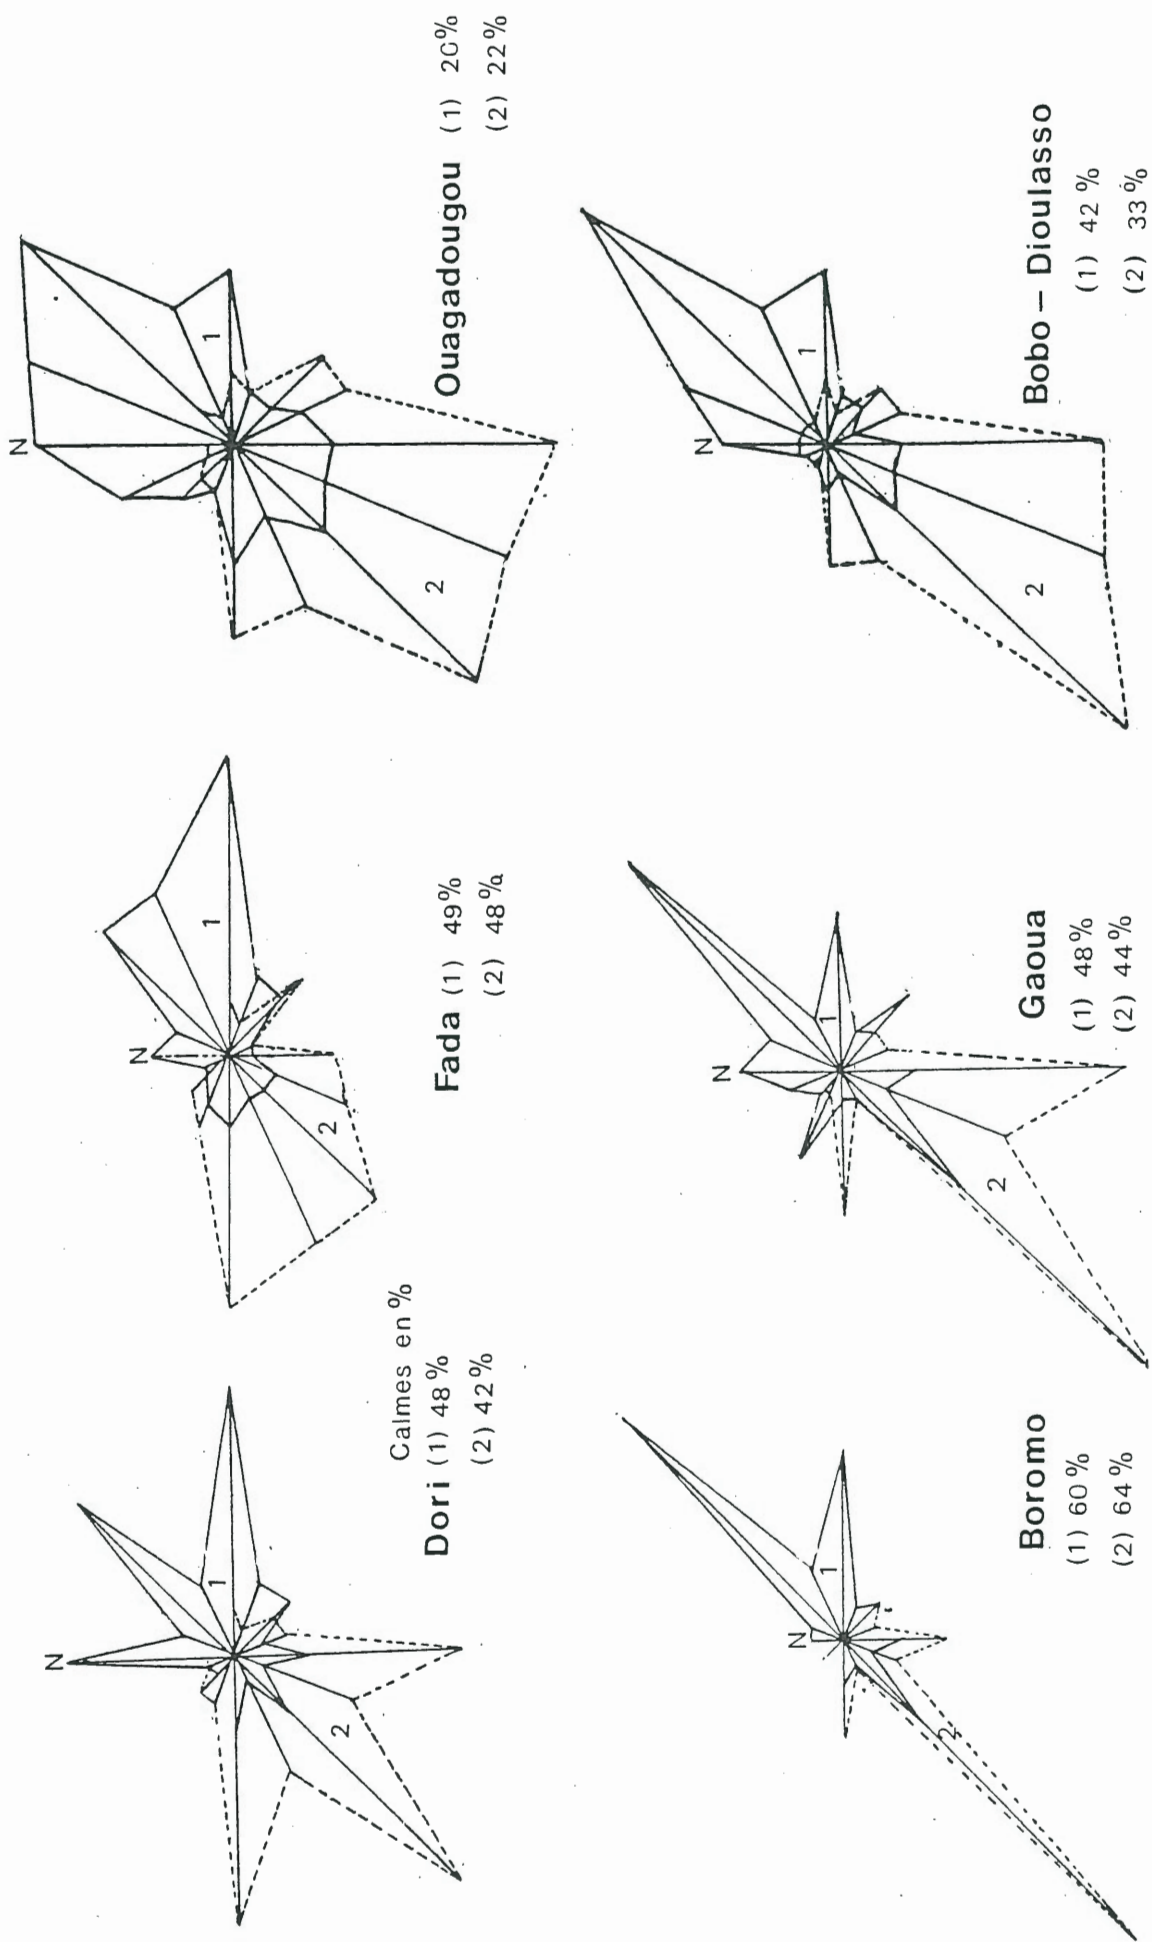 N
1
2
Calmes en %
Dori (1) 48%
(2) 42%
N
1
2
Fada (1) 49%
(2) 48%
N
1
2
Ouagadougou (1) 20%
(2) 22%
N
1
2
Boromo
(1) 60%
(2) 64%
N
1
2
Gaoua
(1) 48%
(2) 44%
N
1
2
Bobo – Dioulasso
(1) 42%
(2) 33%